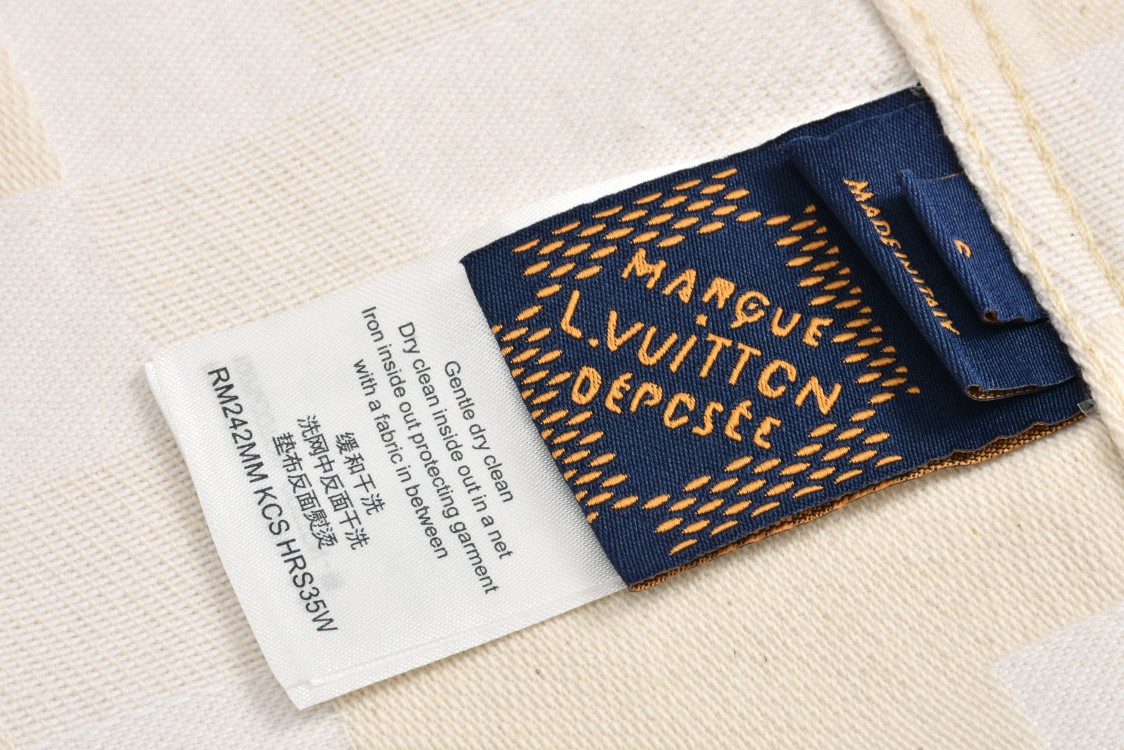 MARQUE
L.VUITTON
DÉPOSÉE
MADE IN ITALY
Gentle dry clean
Dry clean inside out in a net
Iron inside out protecting garment
with a fabric in between
缓和干洗
洗网中反面干洗
垫布反面熨烫
RM242MM KCS HRS35W